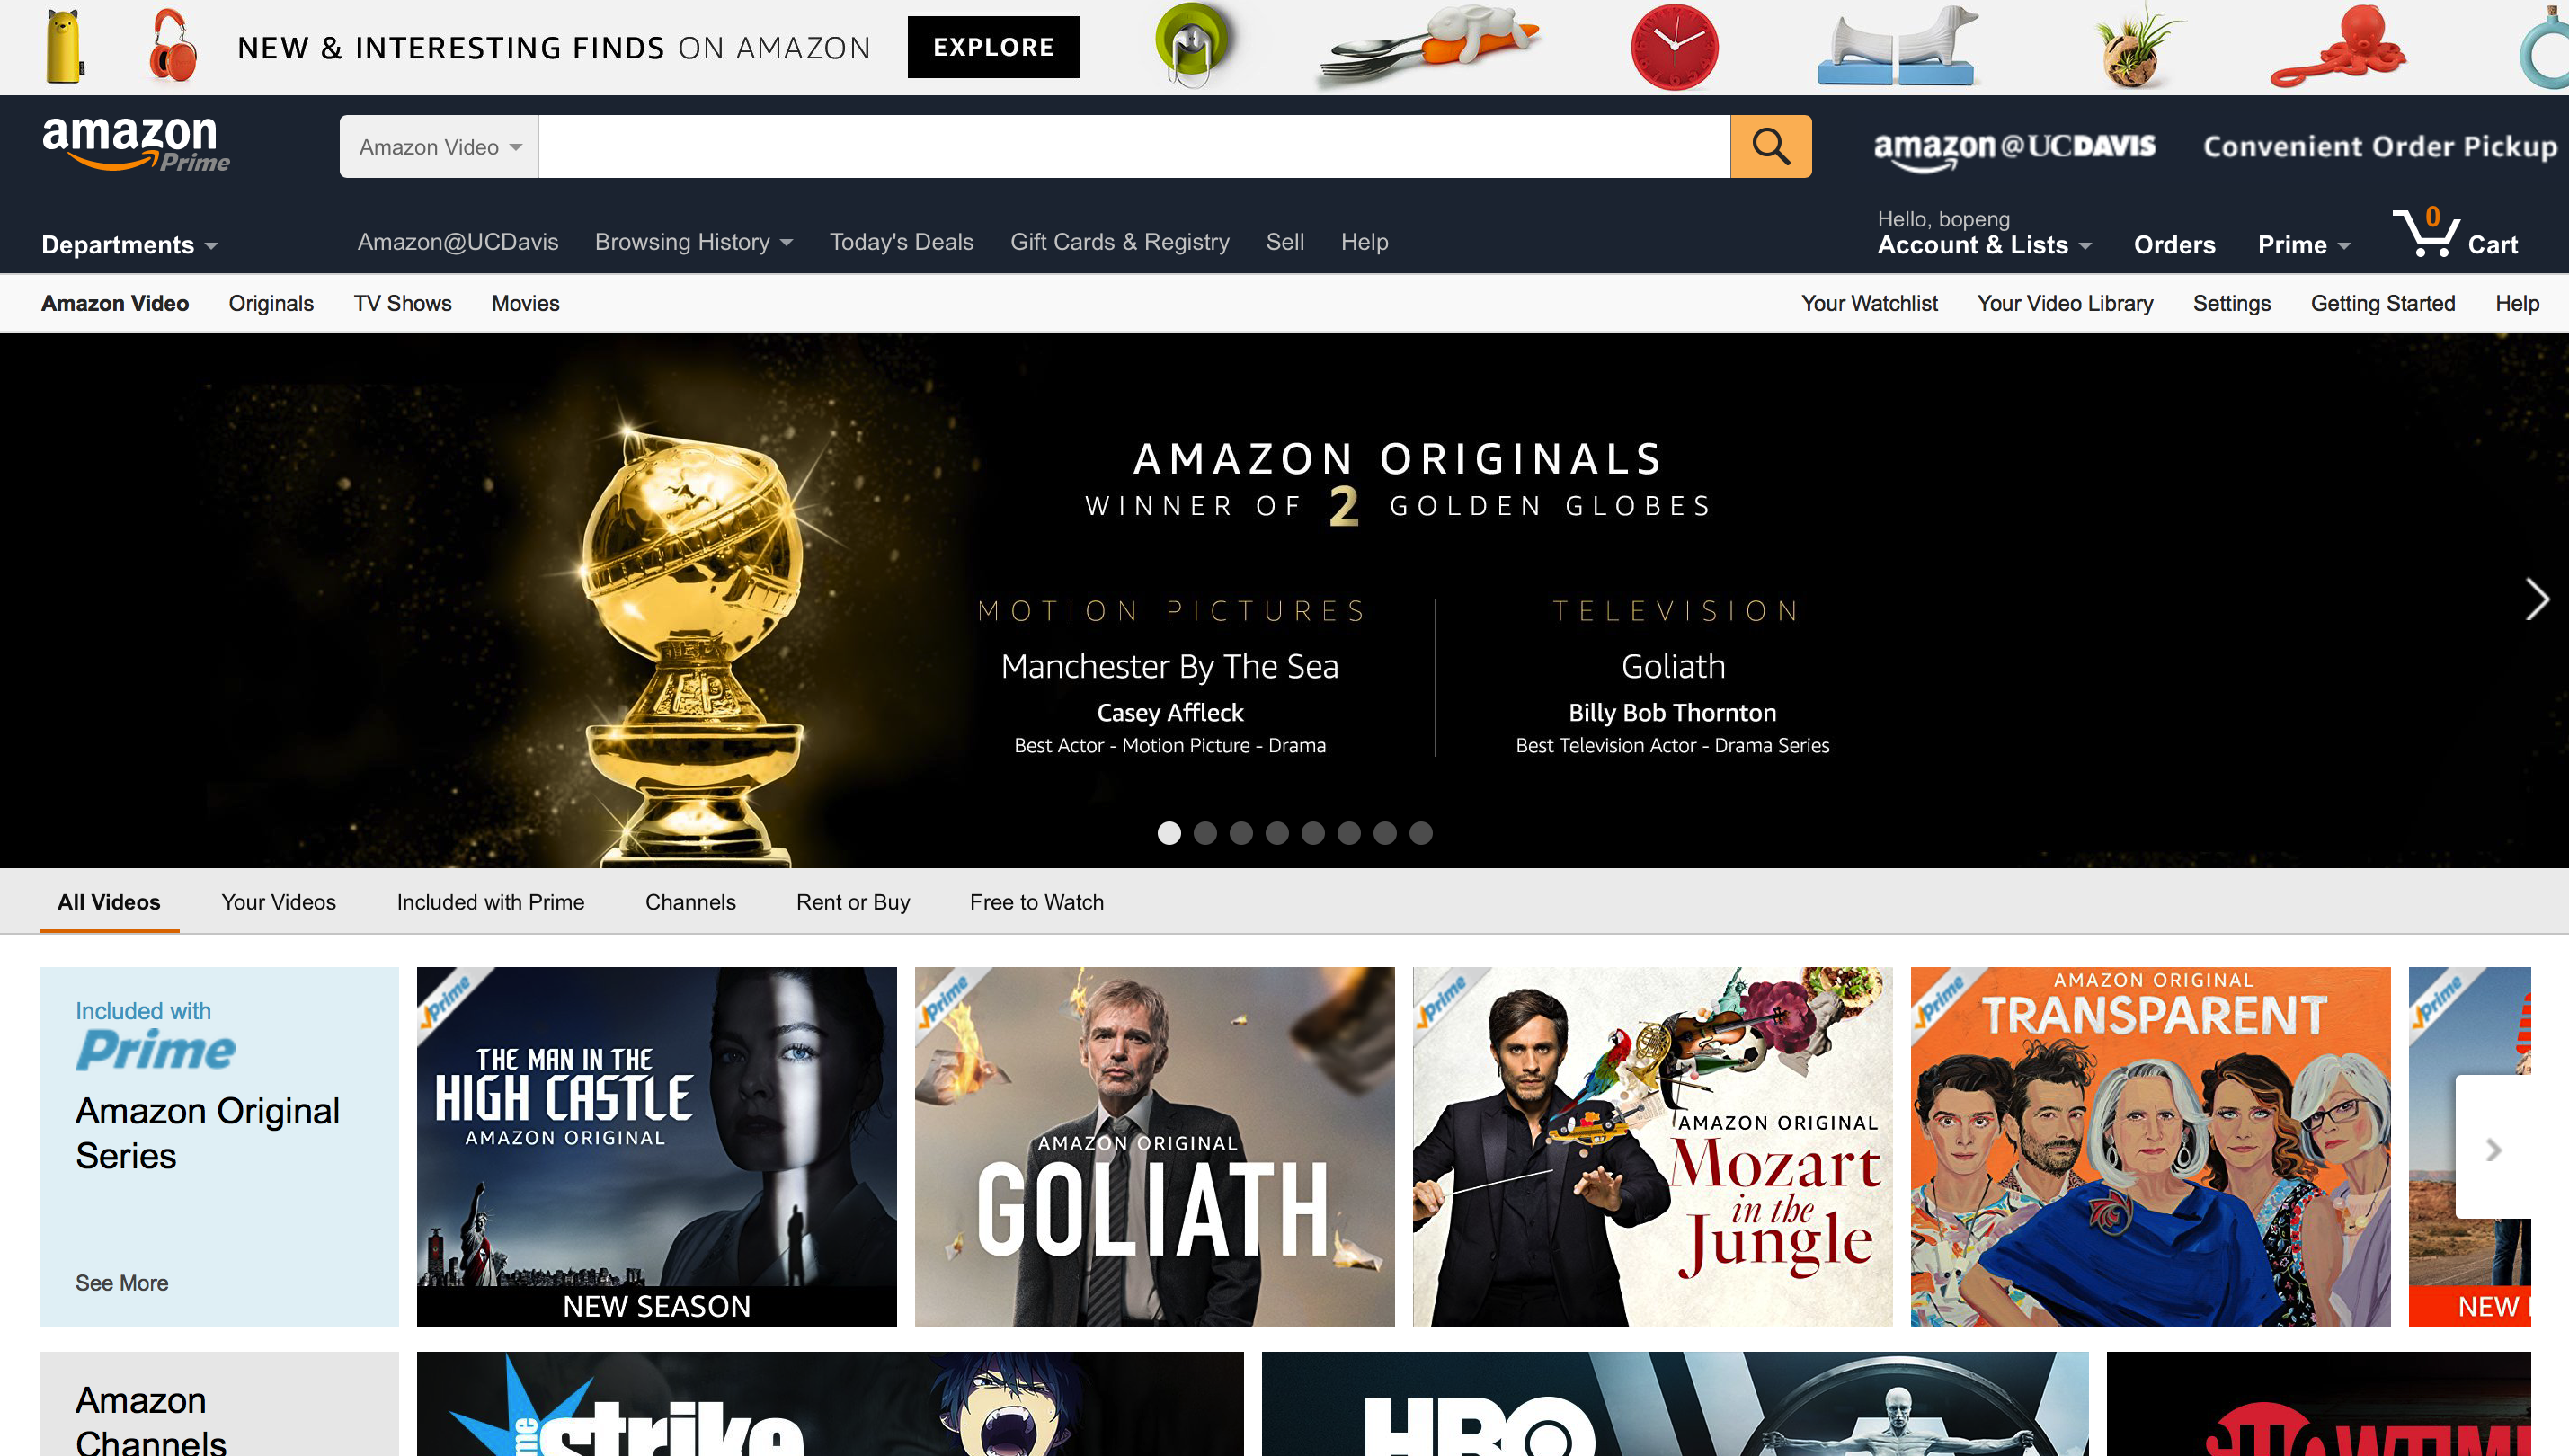 NEW & INTERESTING FINDS ON AMAZON
EXPLORE
amazon
Prime
Amazon Video
amazon@UCDAVIS
Convenient Order Pickup
Departments
Amazon@UCDavis
Browsing History
Today's Deals
Gift Cards & Registry
Sell
Help
Hello, bopeng
Account & Lists
Orders
Prime
0
Cart
Amazon Video
Originals
TV Shows
Movies
Your Watchlist
Your Video Library
Settings
Getting Started
Help
AMAZON ORIGINALS
WINNER OF 2 GOLDEN GLOBES
MOTION PICTURES
Manchester By The Sea
Casey Affleck
Best Actor - Motion Picture - Drama
TELEVISION
Goliath
Billy Bob Thornton
Best Television Actor - Drama Series
All Videos
Your Videos
Included with Prime
Channels
Rent or Buy
Free to Watch
Included with
Prime
Amazon Original
Series
See More
Prime
THE MAN IN THE
HIGH CASTLE
AMAZON ORIGINAL
NEW SEASON
Prime
AMAZON ORIGINAL
GOLIATH
Prime
AMAZON ORIGINAL
Mozart
in the
Jungle
Prime
AMAZON ORIGINAL
TRANSPARENT
Prime
NEW
Amazon
Channels
strike
HBO
SHOWTIM